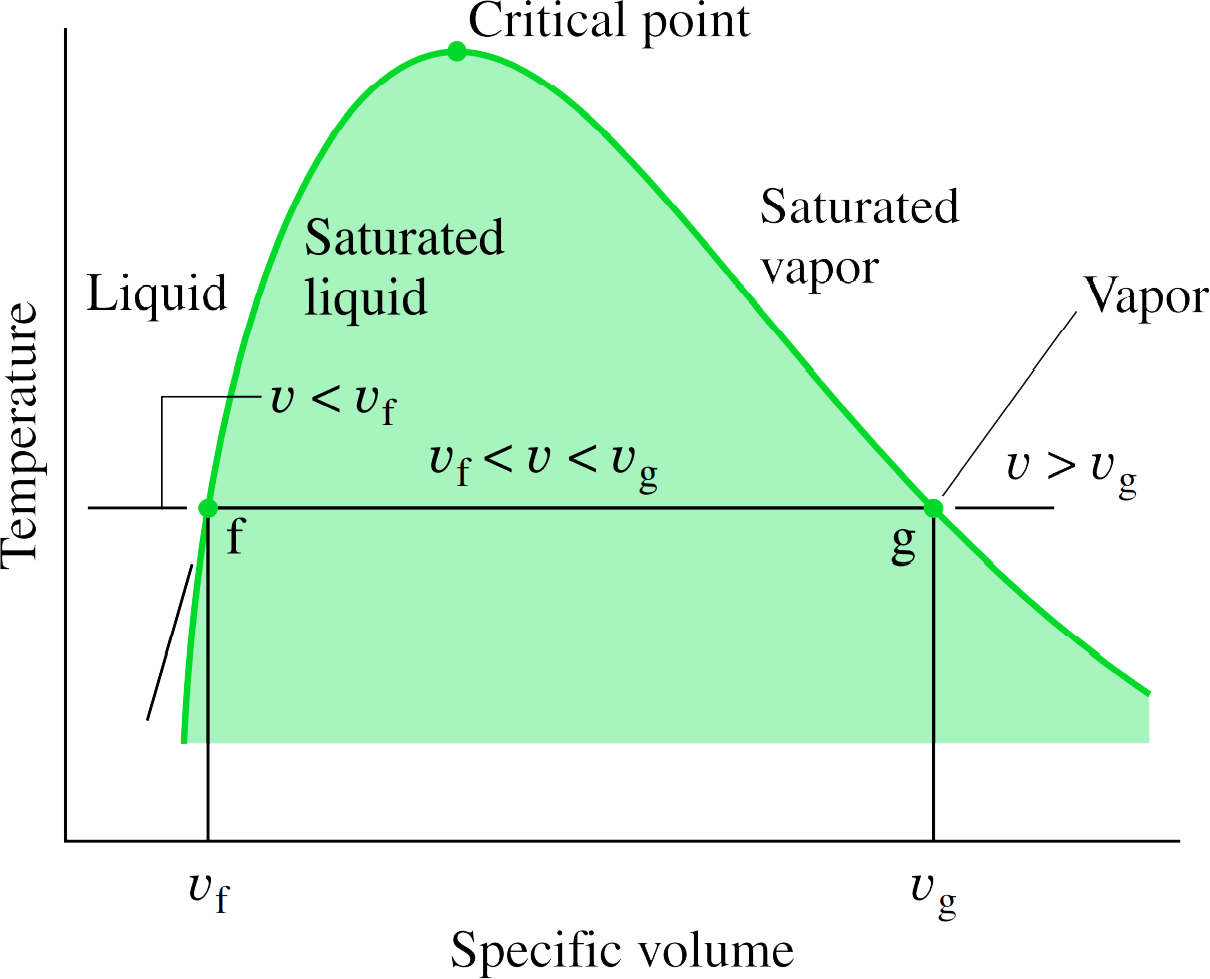 Critical point
Saturated
vapor
Saturated
liquid
Liquid
Vapor
Temperature
v < v_f
v_f < v < v_g
v > v_g
f
g
v_f
v_g
Specific volume